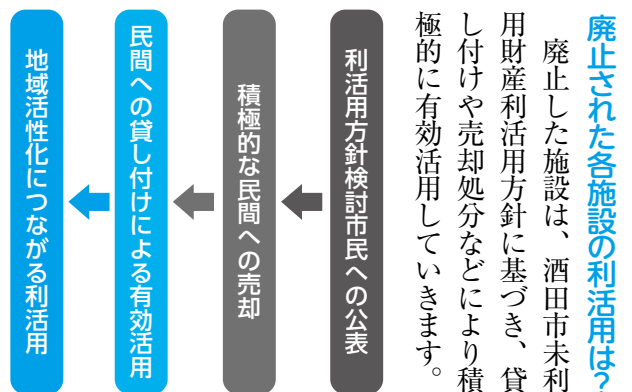 廃止された各施設の利活用は?
廃止した施設は、酒田市未利
用財産利活用方針に基づき、貸
し付けや売却処分などにより積
極的に有効活用していきます。
利活用方針検討市民への公表
積極的な民間への売却
民間への貸し付けによる有効活用
地域活性化につながる利活用